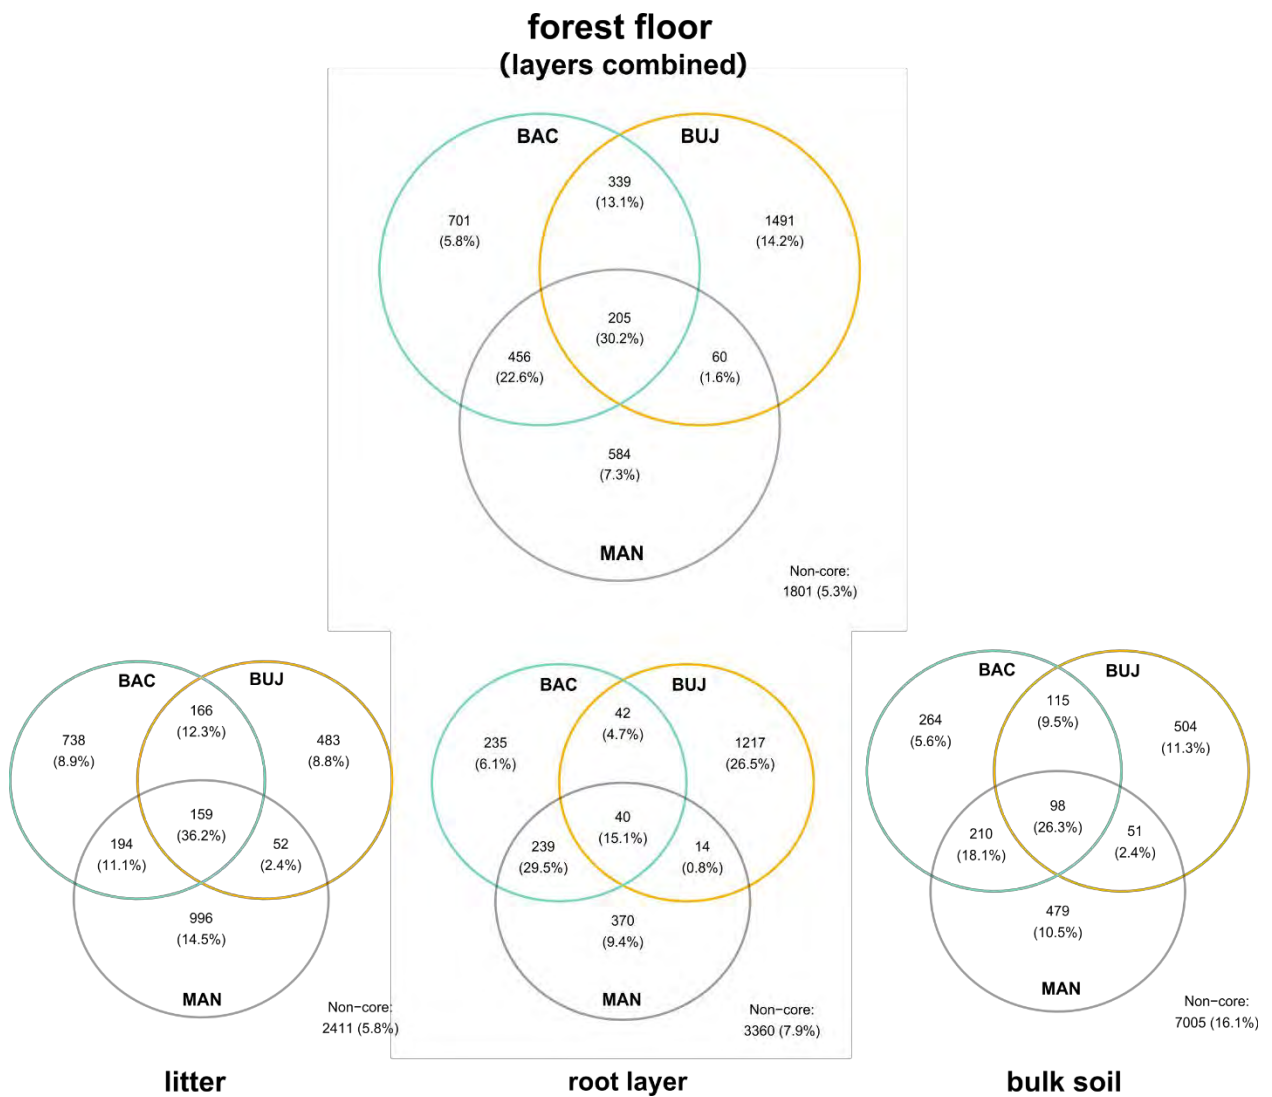 forest floor
(layers combined)
BAC
BUJ
339
(13.1%)
701
(5.8%)
1491
(14.2%)
205
(30.2%)
456
(22.6%)
60
(1.6%)
584
(7.3%)
MAN
Non-core:
1801 (5.3%)
BAC
BUJ
166
(12.3%)
738
(8.9%)
483
(8.8%)
159
(36.2%)
194
(11.1%)
52
(2.4%)
996
(14.5%)
MAN
Non−core:
2411 (5.8%)
litter
BAC
BUJ
42
(4.7%)
235
(6.1%)
1217
(26.5%)
40
(15.1%)
239
(29.5%)
14
(0.8%)
370
(9.4%)
MAN
Non−core:
3360 (7.9%)
root layer
BAC
BUJ
115
(9.5%)
264
(5.6%)
504
(11.3%)
98
(26.3%)
210
(18.1%)
51
(2.4%)
479
(10.5%)
MAN
Non−core:
7005 (16.1%)
bulk soil